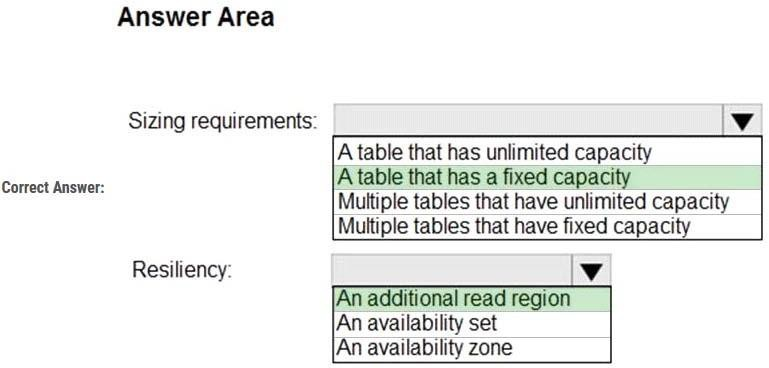 Answer Area
Sizing requirements:
A table that has unlimited capacity
A table that has a fixed capacity
Multiple tables that have unlimited capacity
Multiple tables that have fixed capacity
Correct Answer:
Resiliency:
An additional read region
An availability set
An availability zone